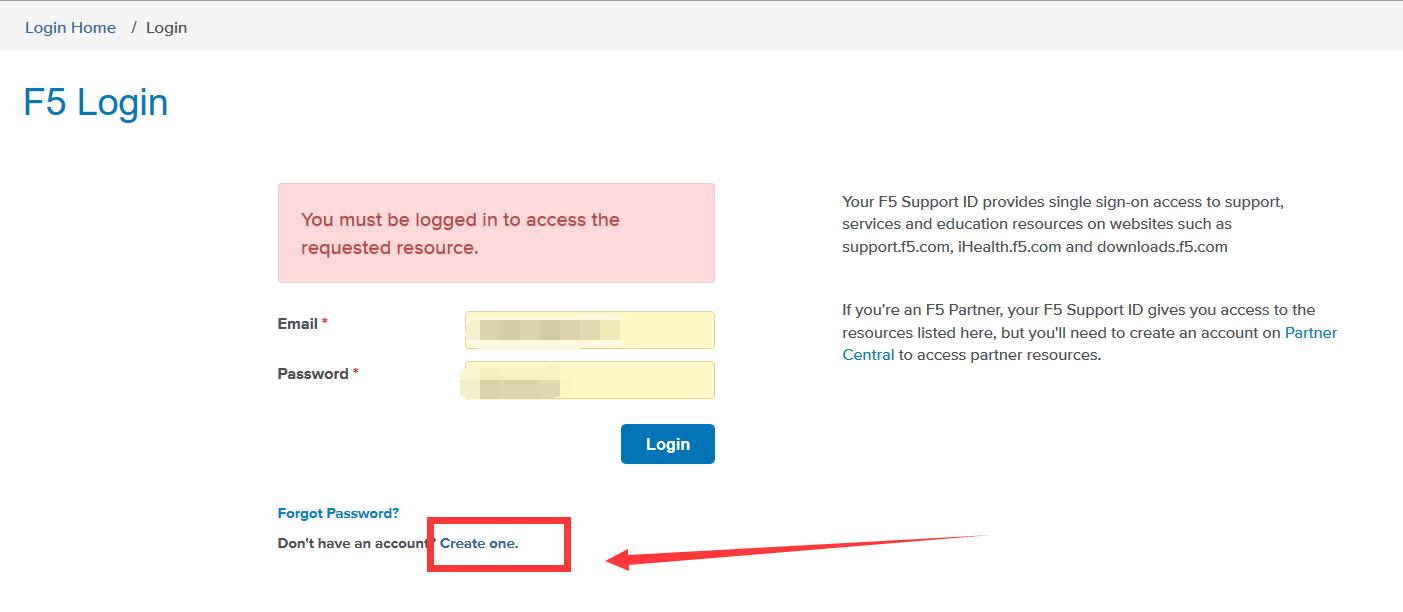 Login Home / Login
F5 Login
You must be logged in to access the
requested resource.
Email *
Password *
Login
Forgot Password?
Don't have an account? Create one.
Your F5 Support ID provides single sign-on access to support,
services and education resources on websites such as
support.f5.com, iHealth.f5.com and downloads.f5.com
If you're an F5 Partner, your F5 Support ID gives you access to the
resources listed here, but you'll need to create an account on Partner
Central to access partner resources.